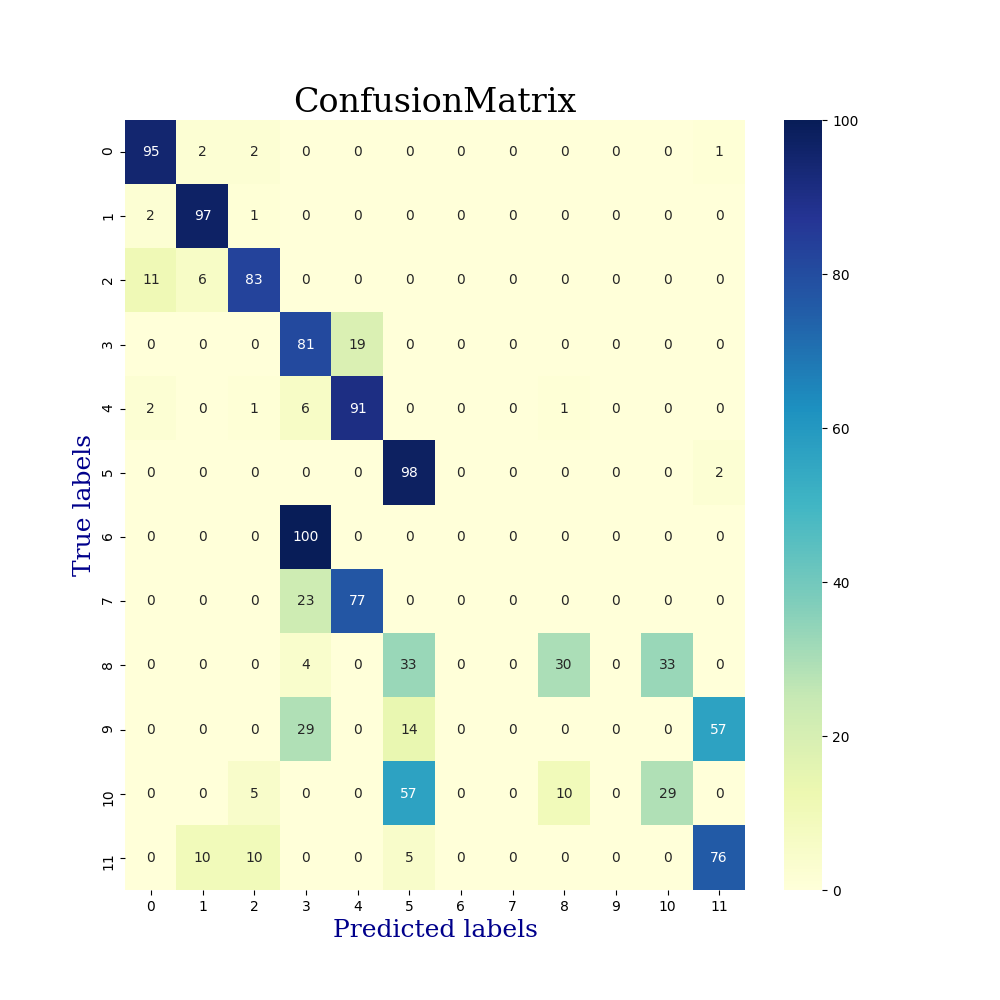 ConfusionMatrix
0 95 2 2 0 0 0 0 0 0 0 0 1
1 2 97 1 0 0 0 0 0 0 0 0 0
2 11 6 83 0 0 0 0 0 0 0 0 0
3 0 0 0 81 19 0 0 0 0 0 0 0
4 2 0 1 6 91 0 0 0 1 0 0 0
5 0 0 0 0 0 98 0 0 0 0 0 2
6 0 0 0 100 0 0 0 0 0 0 0 0
7 0 0 0 23 77 0 0 0 0 0 0 0
8 0 0 0 4 0 33 0 0 30 0 33 0
9 0 0 0 29 0 14 0 0 0 0 0 57
10 0 0 5 0 0 57 0 0 10 0 29 0
11 0 10 10 0 0 5 0 0 0 0 0 76
0 1 2 3 4 5 6 7 8 9 10 11
Predicted labels
True labels
100
80
60
40
20
0